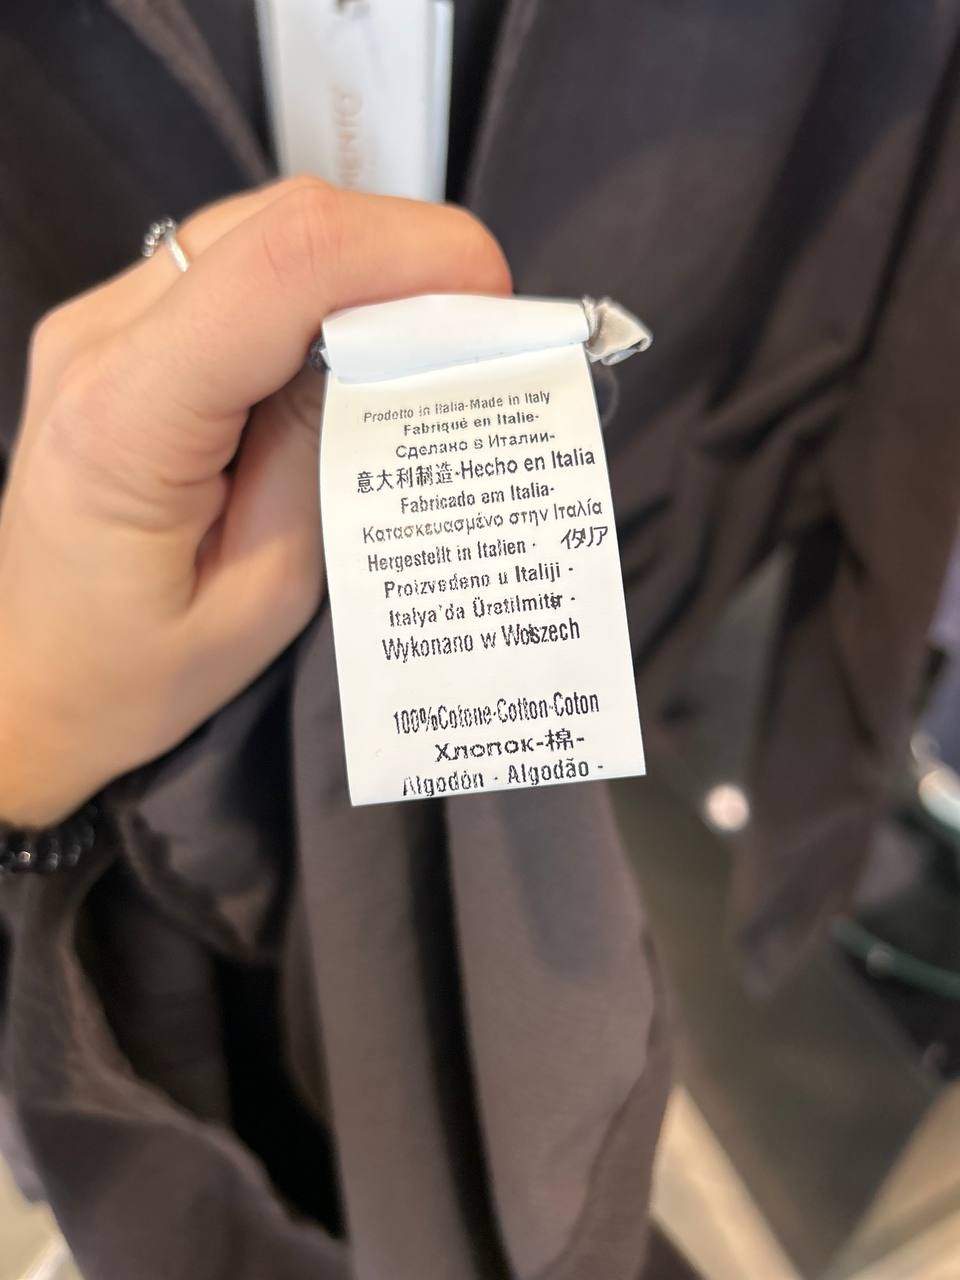 Prodotto in Italia-Made in Italy
Fabriqué en Italie-
Сделано в Италии-
意大利制造-Hecho en Italia
Fabricado em Italia-
Κατασκευασμένο στην Ιταλία
Hergestellt in Italien · イタリア
Proizvedeno u Italiji -
Italya'da Üretilmitir -
Wykonano w Wloszech
100%Cotone-Cotton-Coton
Хлопок-棉-
Algodón - Algodão -